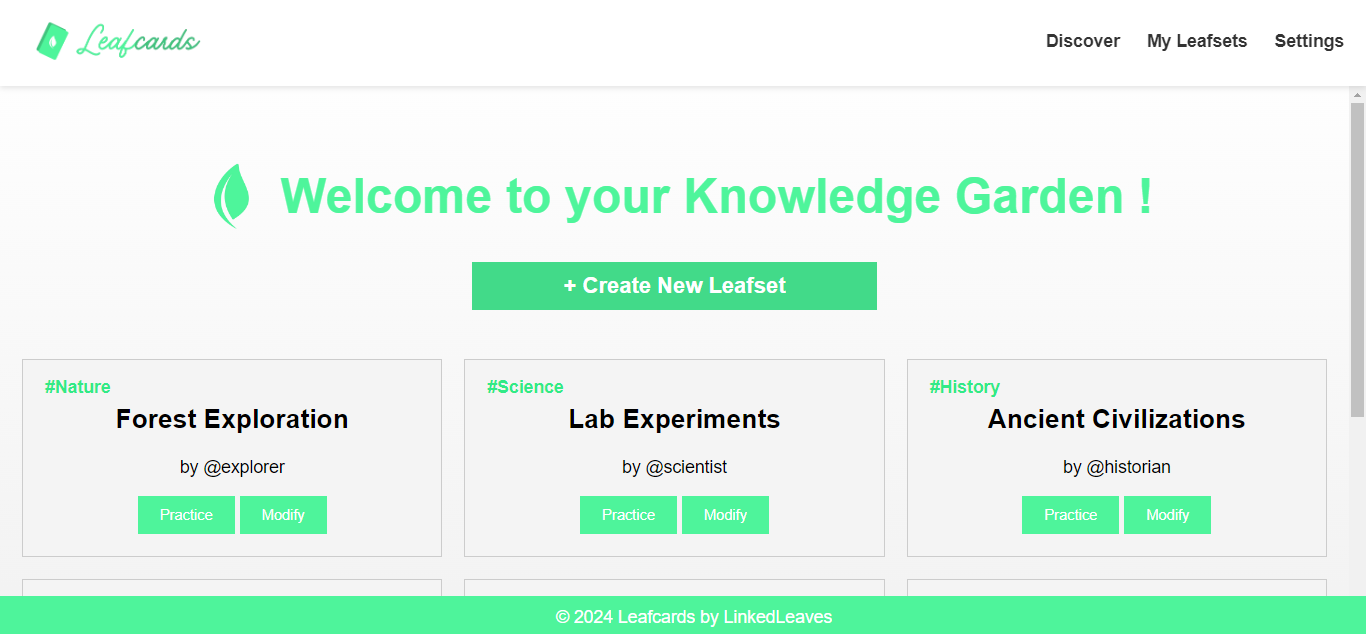 Leafcards
Discover My Leafsets Settings
Welcome to your Knowledge Garden !
+ Create New Leafset
#Nature
Forest Exploration
by @explorer
Practice Modify
#Science
Lab Experiments
by @scientist
Practice Modify
#History
Ancient Civilizations
by @historian
Practice Modify
© 2024 Leafcards by LinkedLeaves